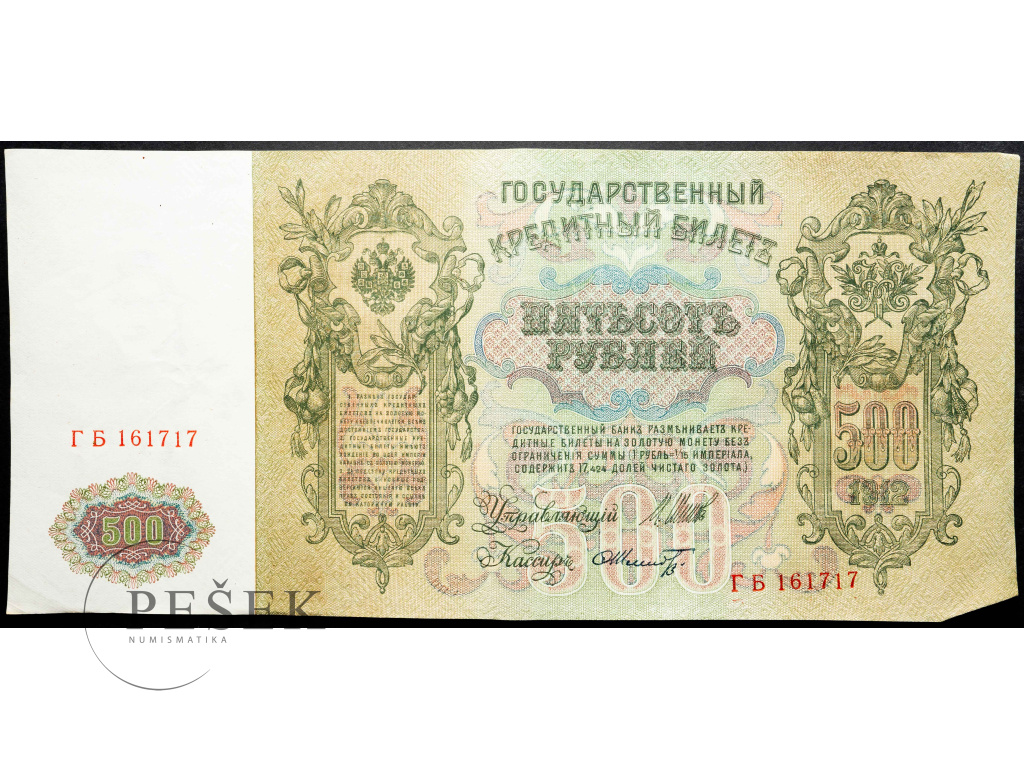 ГОСУДАРСТВЕННЫЙ
КРЕДИТНЫЙ БИЛЕТЪ
ПЯТЬСОТЪ
РУБЛЕЙ
ГОСУДАРСТВЕННЫЙ БАНКЪ РАЗМѢНИВАЕТЪ КРЕ-
ДИТНЫЕ БИЛЕТЫ НА ЗОЛОТУЮ МОНЕТУ БЕЗЪ
ОГРАНИЧЕНІЯ СУММЫ (1 РУБЛЬ=1/15 ИМПЕРІАЛА,
СОДЕРЖИТЪ 17,424 ДОЛЕЙ ЧИСТАГО ЗОЛОТА.)
500
1912
ГБ 161717
500
Управляющій
Кассиръ
500
ГБ 161717
PEŠEK
NUMISMATIKA